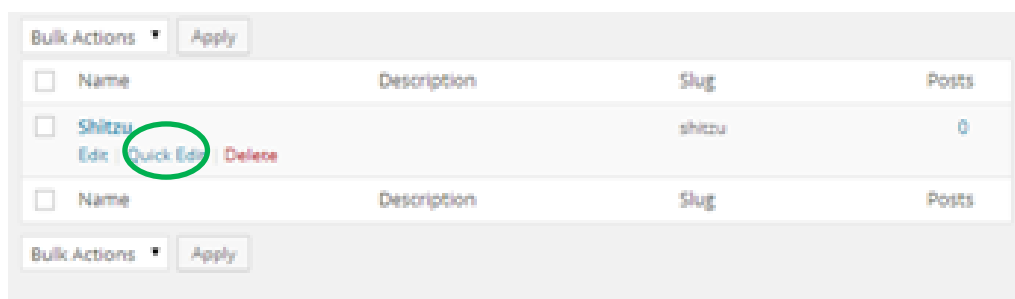 Bulk Actions Apply
Name Description Slug Posts
Shitzu shitzu 0
Edit | Quick Edit | Delete
Name Description Slug Posts
Bulk Actions Apply